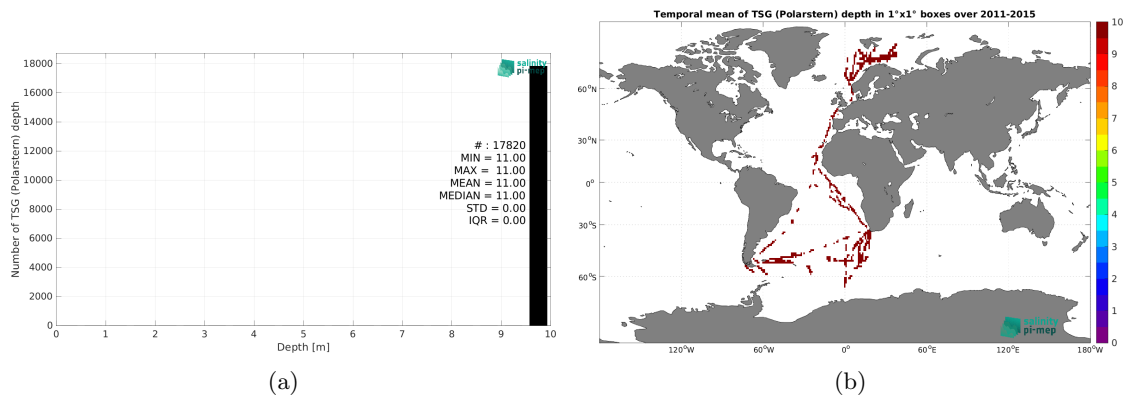 Number of TSG (Polarstern) depth
18000
16000
14000
12000
10000
8000
6000
4000
2000
0
salinity
pi-mep
# : 17820
MIN = 11.00
MAX = 11.00
MEAN = 11.00
MEDIAN = 11.00
STD = 0.00
IQR = 0.00
0 1 2 3 4 5 6 7 8 9 10
Depth [m]
(a)
Temporal mean of TSG (Polarstern) depth in 1°x1° boxes over 2011-2015
60°N
30°N
0°
30°S
60°S
120°W 60°W 0° 60°E 120°E 180°W
salinity
pi-mep
10
9
8
7
6
5
4
3
2
1
0
(b)